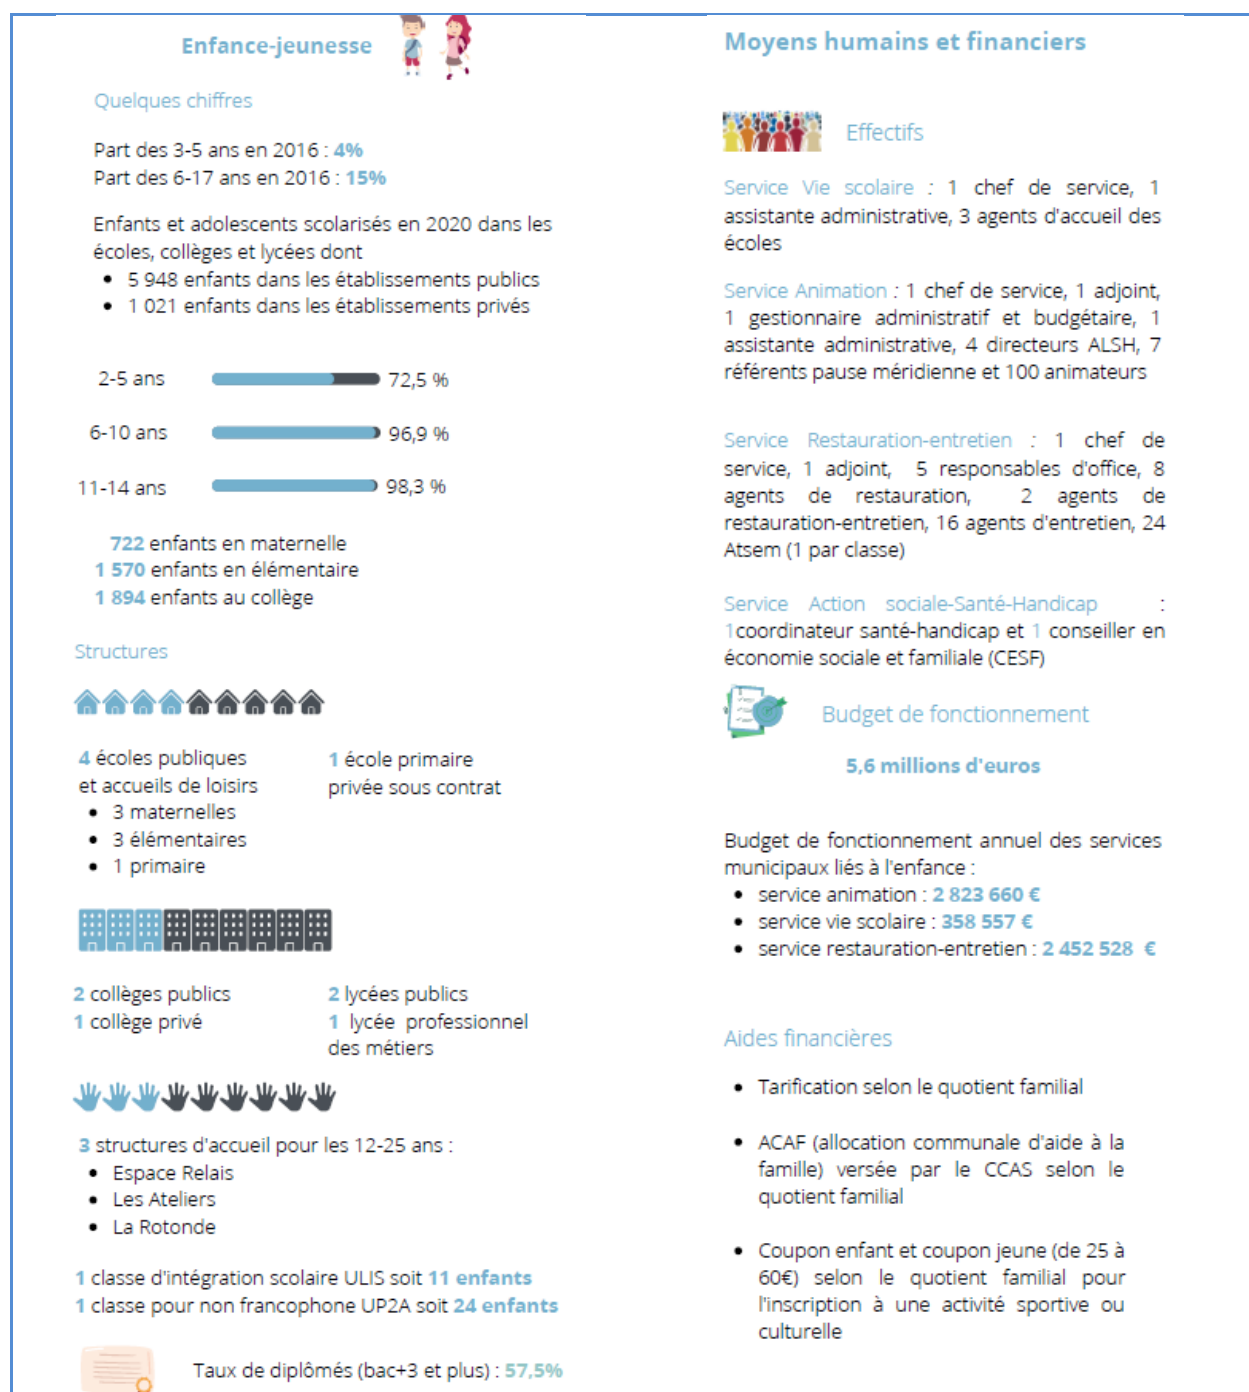 Enfance-jeunesse
Quelques chiffres
Part des 3-5 ans en 2016 : 4%
Part des 6-17 ans en 2016 : 15%
Enfants et adolescents scolarisés en 2020 dans les
écoles, collèges et lycées dont
• 5 948 enfants dans les établissements publics
• 1 021 enfants dans les établissements privés
2-5 ans 72,5 %
6-10 ans 96,9 %
11-14 ans 98,3 %
722 enfants en maternelle
1 570 enfants en élémentaire
1 894 enfants au collège
Structures
4 écoles publiques
et accueils de loisirs
• 3 maternelles
• 3 élémentaires
• 1 primaire
1 école primaire
privée sous contrat
2 collèges publics
1 collège privé
2 lycées publics
1 lycée professionnel
des métiers
3 structures d'accueil pour les 12-25 ans :
• Espace Relais
• Les Ateliers
• La Rotonde
1 classe d'intégration scolaire ULIS soit 11 enfants
1 classe pour non francophone UP2A soit 24 enfants
Taux de diplômés (bac+3 et plus) : 57,5%
Moyens humains et financiers
Effectifs
Service Vie scolaire : 1 chef de service, 1
assistante administrative, 3 agents d'accueil des
écoles
Service Animation : 1 chef de service, 1 adjoint,
1 gestionnaire administratif et budgétaire, 1
assistante administrative, 4 directeurs ALSH, 7
référents pause méridienne et 100 animateurs
Service Restauration-entretien : 1 chef de
service, 1 adjoint, 5 responsables d'office, 8
agents de restauration, 2 agents de
restauration-entretien, 16 agents d'entretien, 24
Atsem (1 par classe)
Service Action sociale-Santé-Handicap :
1coordinateur santé-handicap et 1 conseiller en
économie sociale et familiale (CESF)
Budget de fonctionnement
5,6 millions d'euros
Budget de fonctionnement annuel des services
municipaux liés à l'enfance :
• service animation : 2 823 660 €
• service vie scolaire : 358 557 €
• service restauration-entretien : 2 452 528 €
Aides financières
• Tarification selon le quotient familial
• ACAF (allocation communale d'aide à la
famille) versée par le CCAS selon le
quotient familial
• Coupon enfant et coupon jeune (de 25 à
60€) selon le quotient familial pour
l'inscription à une activité sportive ou
culturelle